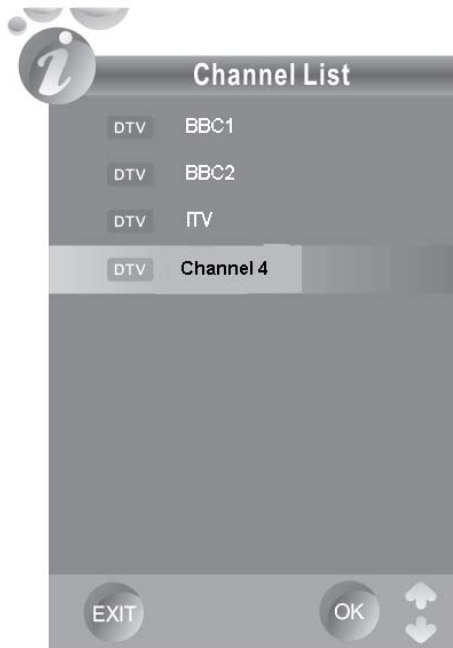 i
Channel List
DTV BBC1
DTV BBC2
DTV ITV
DTV Channel 4
EXIT OK